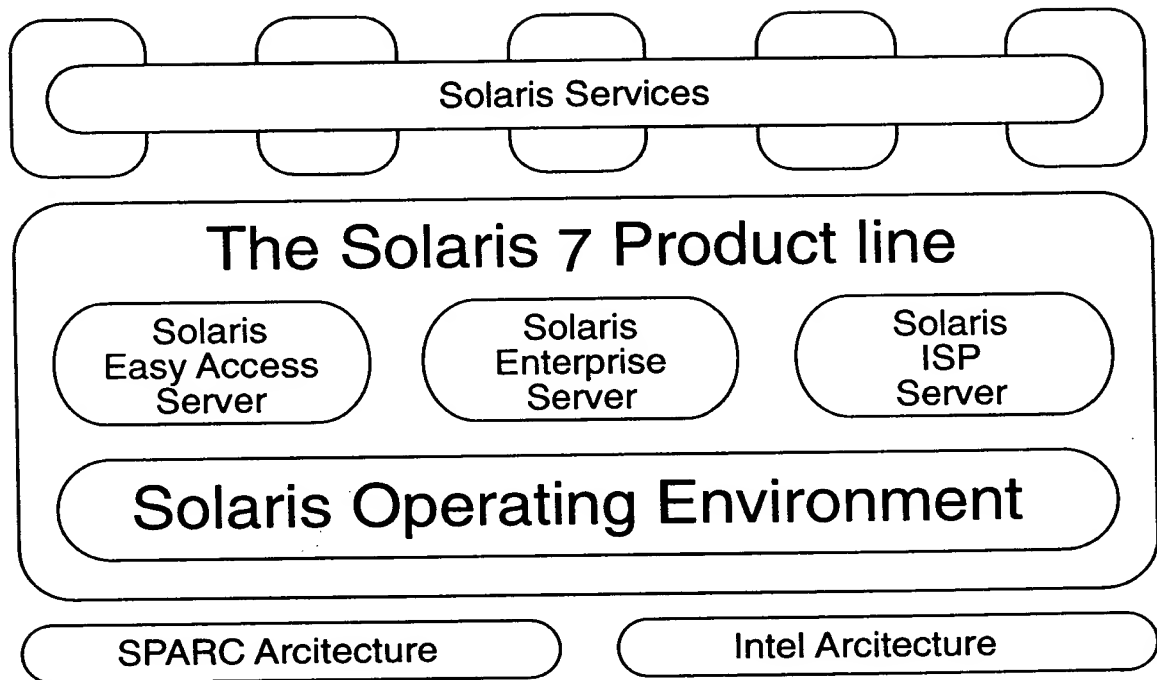 Solaris Services
The Solaris 7 Product line
Solaris
Easy Access
Server
Solaris
Enterprise
Server
Solaris
ISP
Server
Solaris Operating Environment
SPARC Arcitecture
Intel Arcitecture